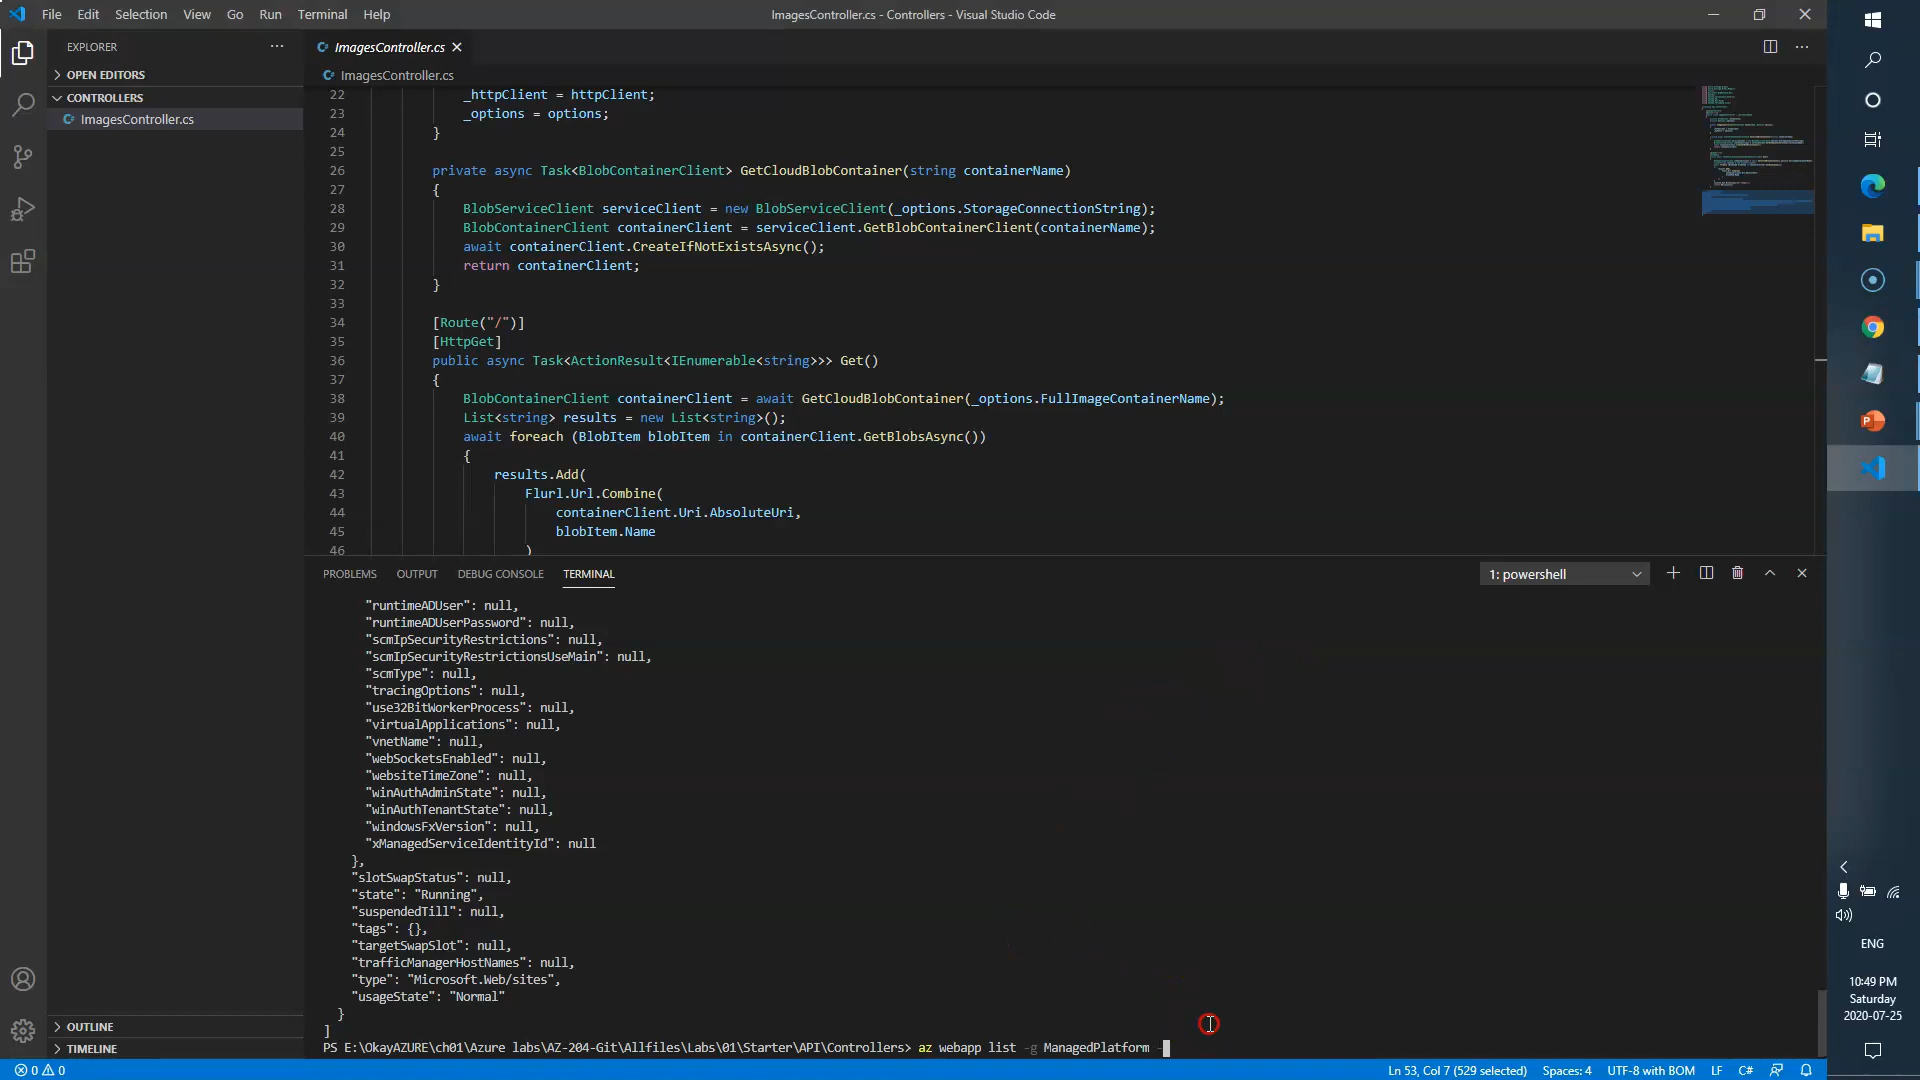 File Edit Selection View Go Run Terminal Help
ImagesController.cs - Controllers - Visual Studio Code
EXPLORER
OPEN EDITORS
CONTROLLERS
ImagesController.cs
ImagesController.cs
ImagesController.cs
22 _httpClient = httpClient;
23 _options = options;
24 }
25
26 private async Task<BlobContainerClient> GetCloudBlobContainer(string containerName)
27 {
28 BlobServiceClient serviceClient = new BlobServiceClient(_options.StorageConnectionString);
29 BlobContainerClient containerClient = serviceClient.GetBlobContainerClient(containerName);
30 await containerClient.CreateIfNotExistsAsync();
31 return containerClient;
32 }
33
34 [Route("/")]
35 [HttpGet]
36 public async Task<ActionResult<IEnumerable<string>>> Get()
37 {
38 BlobContainerClient containerClient = await GetCloudBlobContainer(_options.FullImageContainerName);
39 List<string> results = new List<string>();
40 await foreach (BlobItem blobItem in containerClient.GetBlobsAsync())
41 {
42 results.Add(
43 Flurl.Url.Combine(
44 containerClient.Uri.AbsoluteUri,
45 blobItem.Name
46 )
PROBLEMS OUTPUT DEBUG CONSOLE TERMINAL
1: powershell
"runtimeADUser": null,
"runtimeADUserPassword": null,
"scmIpSecurityRestrictions": null,
"scmIpSecurityRestrictionsUseMain": null,
"scmType": null,
"tracingOptions": null,
"use32BitWorkerProcess": null,
"virtualApplications": null,
"vnetName": null,
"webSocketsEnabled": null,
"websiteTimeZone": null,
"winAuthAdminState": null,
"winAuthTenantState": null,
"windowsFxVersion": null,
"xManagedServiceIdentityId": null
},
"slotSwapStatus": null,
"state": "Running",
"suspendedTill": null,
"tags": {},
"targetSwapSlot": null,
"trafficManagerHostNames": null,
"type": "Microsoft.Web/sites",
"usageState": "Normal"
}
]
PS E:\OkayAZURE\ch01\Azure labs\AZ-204-Git\Allfiles\Labs\01\Starter\API\Controllers> az webapp list -g ManagedPlatform -
OUTLINE
TIMELINE
0 0
Ln 53, Col 7 (529 selected) Spaces: 4 UTF-8 with BOM LF C#
ENG
10:49 PM
Saturday
2020-07-25